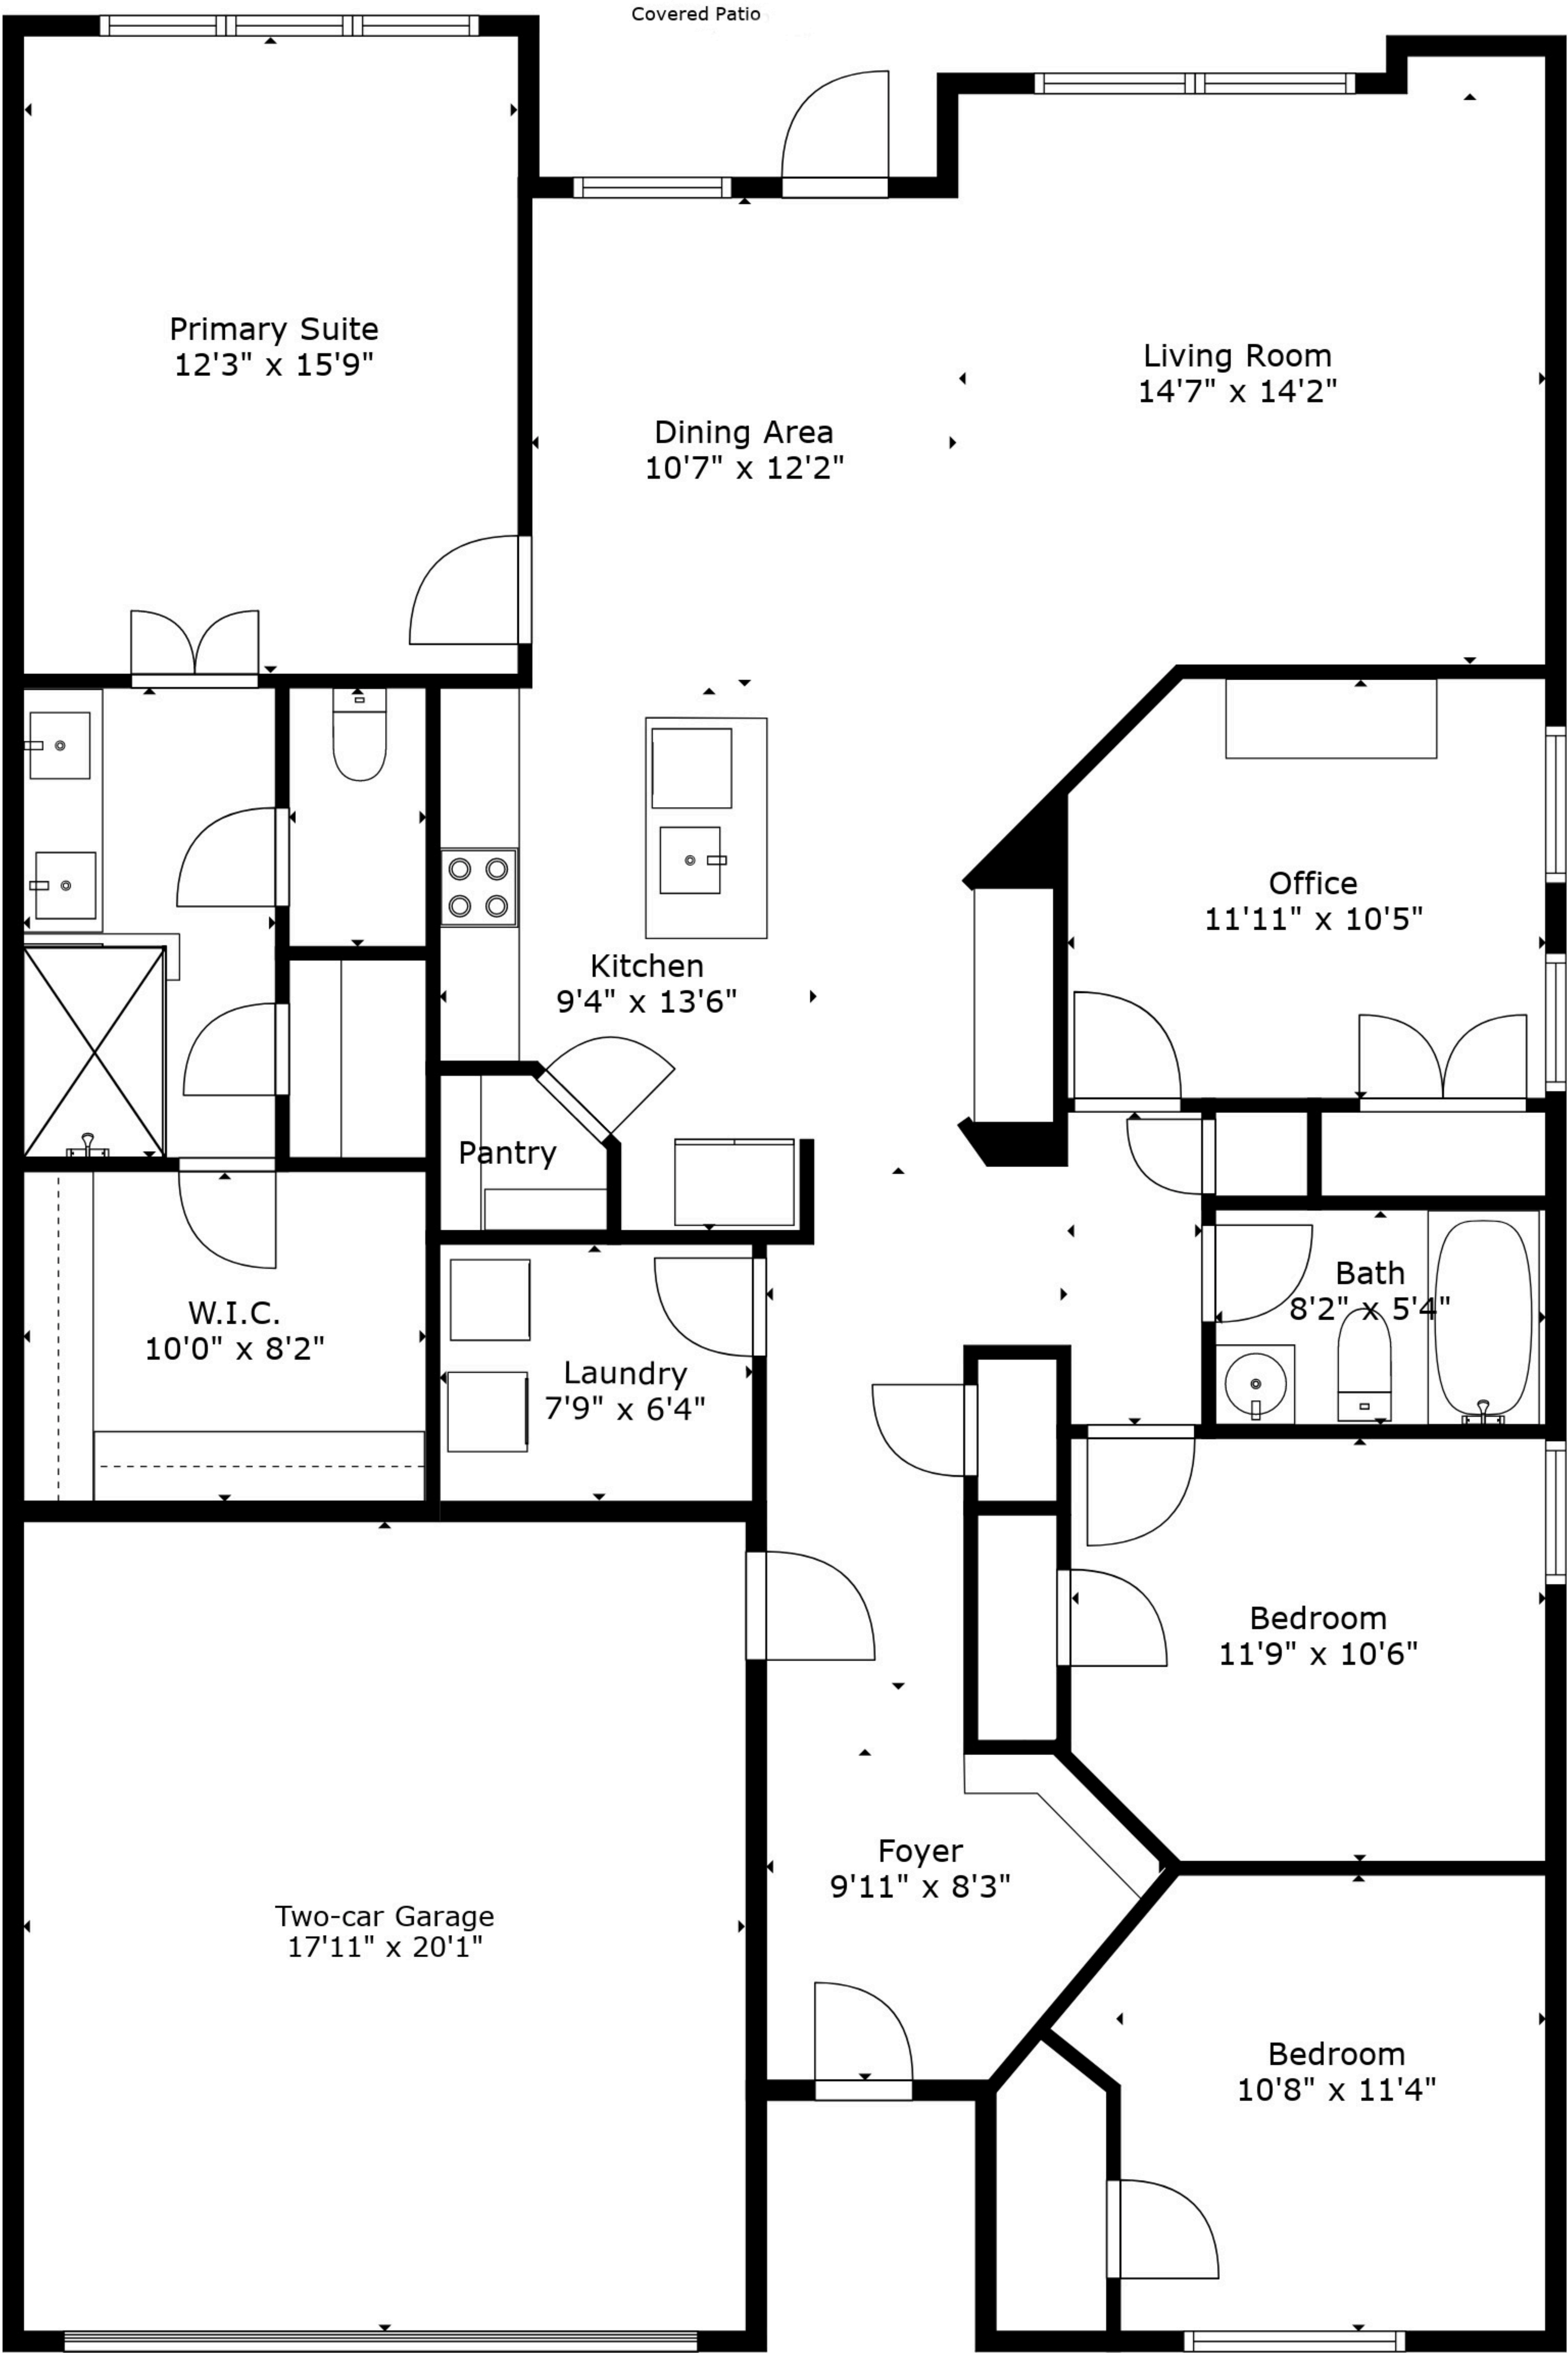 Covered Patio
Primary Suite
12'3" x 15'9"
Living Room
14'7" x 14'2"
Dining Area
10'7" x 12'2"
Office
11'11" x 10'5"
Kitchen
9'4" x 13'6"
Pantry
Bath
8'2" x 5'4"
W.I.C.
10'0" x 8'2"
Laundry
7'9" x 6'4"
Bedroom
11'9" x 10'6"
Foyer
9'11" x 8'3"
Two-car Garage
17'11" x 20'1"
Bedroom
10'8" x 11'4"